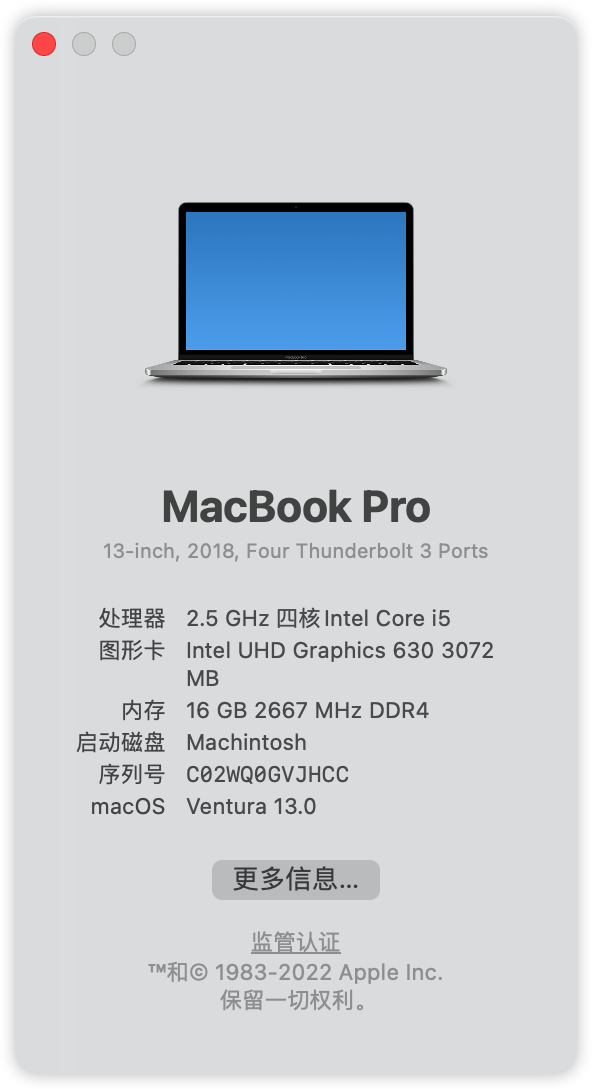 MacBook Pro
13-inch, 2018, Four Thunderbolt 3 Ports
处理器 2.5 GHz 四核Intel Core i5
图形卡 Intel UHD Graphics 630 3072
MB
内存 16 GB 2667 MHz DDR4
启动磁盘 Machintosh
序列号 C02WQ0GVJHCC
macOS Ventura 13.0
更多信息...
监管认证
™和© 1983-2022 Apple Inc.
保留一切权利。